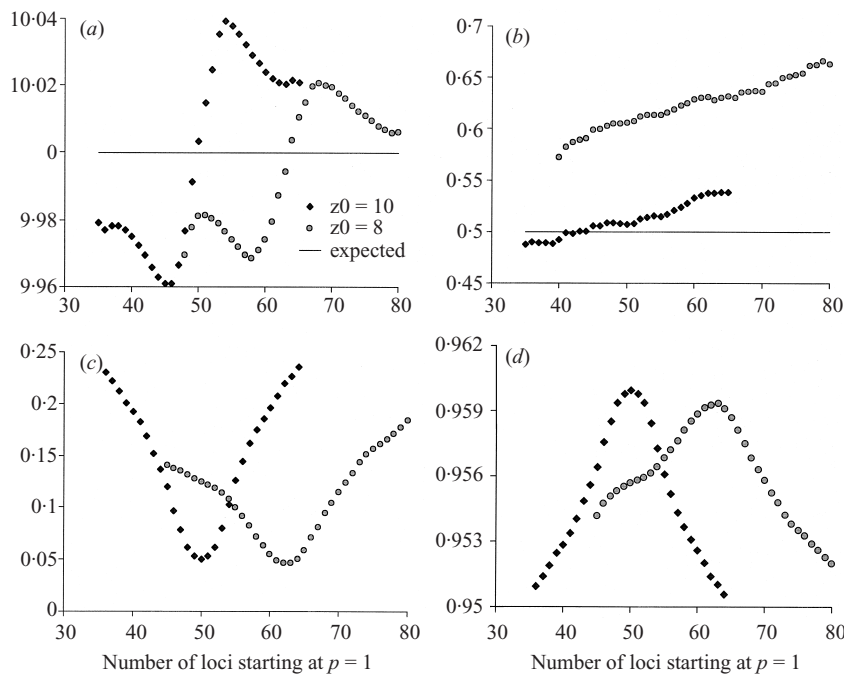 (a)
10·04
10·02
0
9·98
9·96
30 40 50 60 70 80
z0 = 10
z0 = 8
expected
(b)
0·7
0·65
0·6
0·55
0·5
0·45
30 40 50 60 70 80
(c)
0·25
0·2
0·15
0·1
0·05
0
30 40 50 60 70 80
Number of loci starting at p = 1
(d)
0·962
0·959
0·956
0·953
0·95
30 40 50 60 70 80
Number of loci starting at p = 1